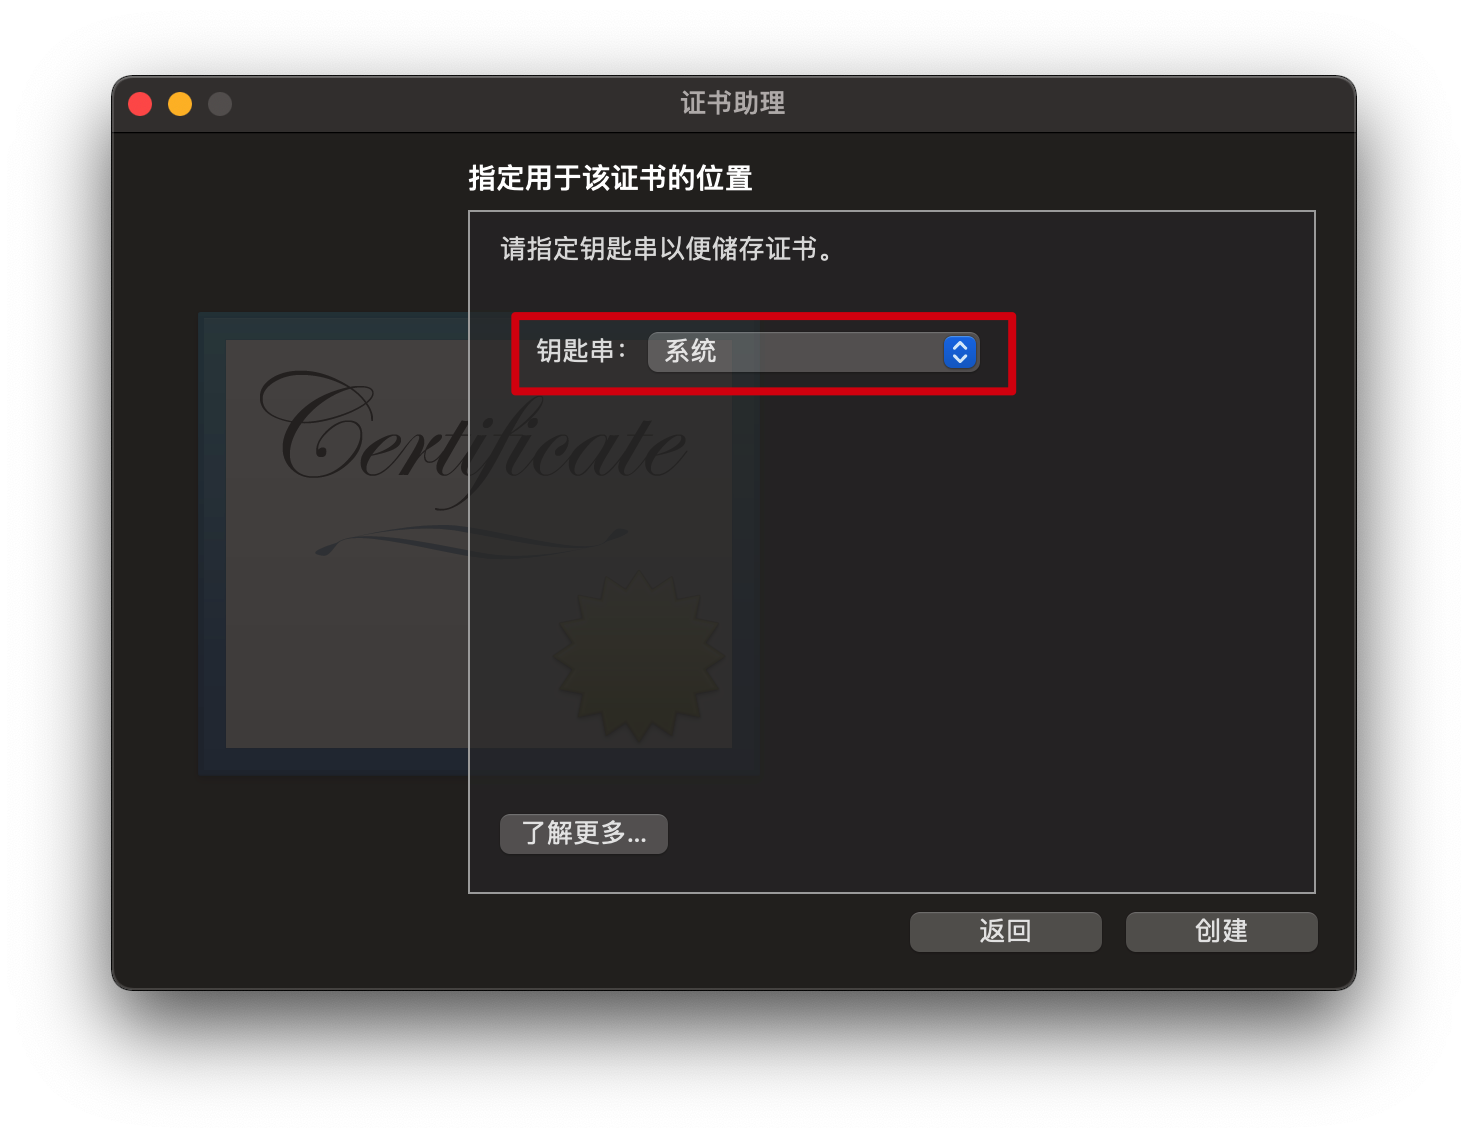 证书助理
指定用于该证书的位置
请指定钥匙串以便储存证书。
钥匙串： 系统
Certificate
了解更多...
返回 创建